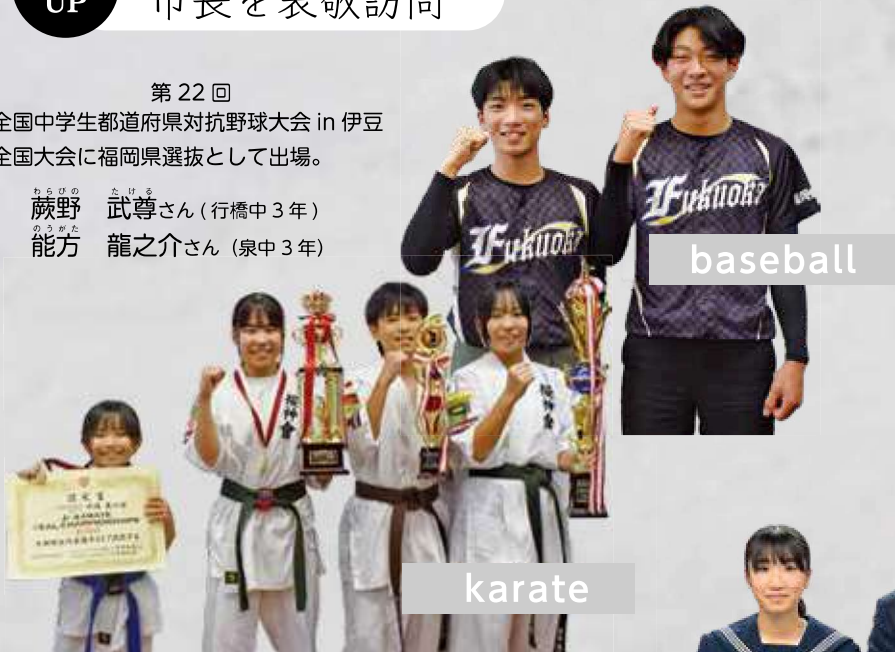 UP
市長を表敬訪問
第 22 回
全国中学生都道府県対抗野球大会 in 伊豆
全国大会に福岡県選抜として出場。
わらびの たける
蕨野 武尊さん ( 行橋中 3 年 )
のうがた
能方 龍之介さん（泉中 3 年）
Fukuoka
Fukuoka
baseball
karate